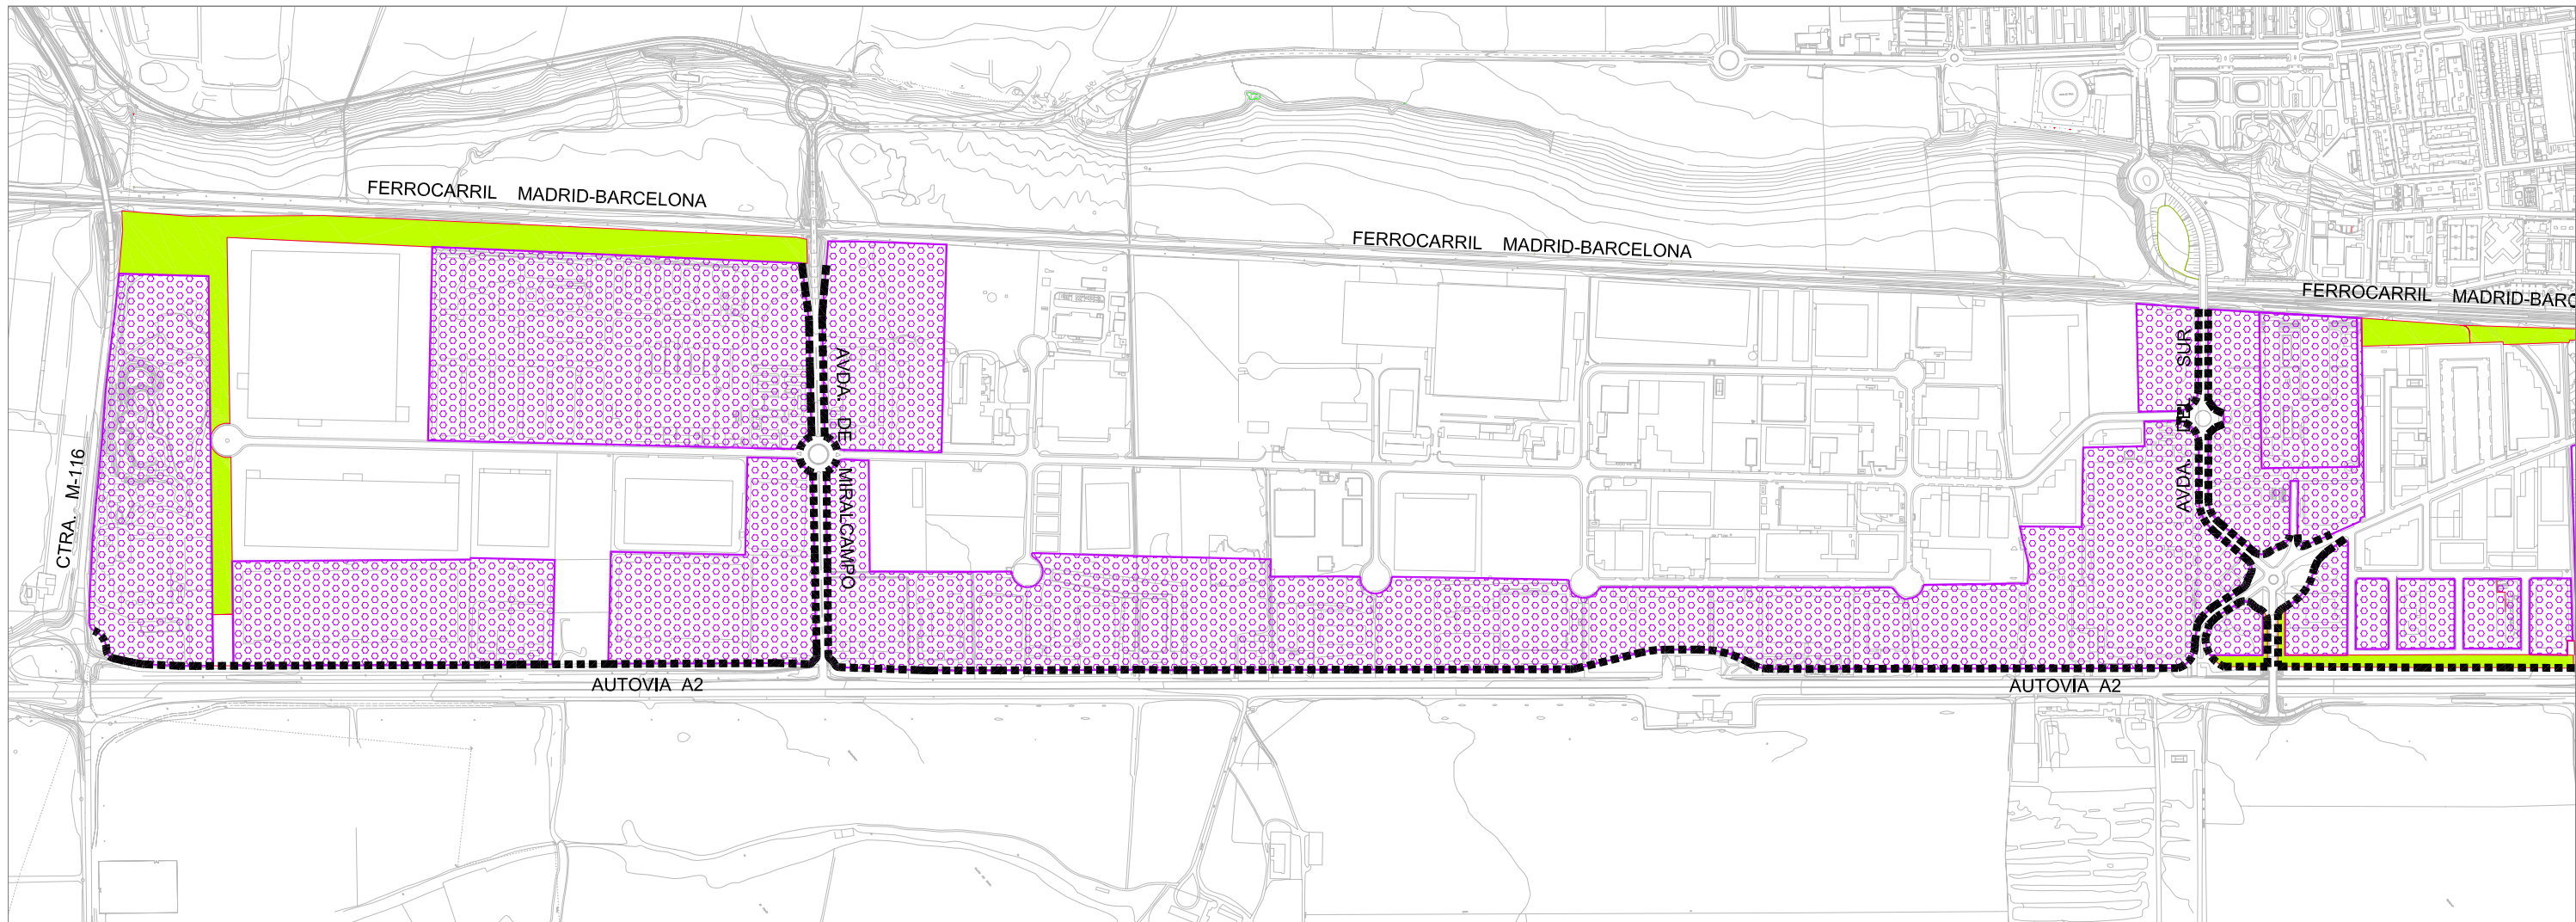 FERROCARRIL MADRID-BARCELONA
FERROCARRIL MADRID-BARCELONA
FERROCARRIL MADRID-BARC
AVDA. DE MIRALCAMPO
AVDA. DEL SUR
CTRA. M-116
AUTOVIA A2
AUTOVIA A2